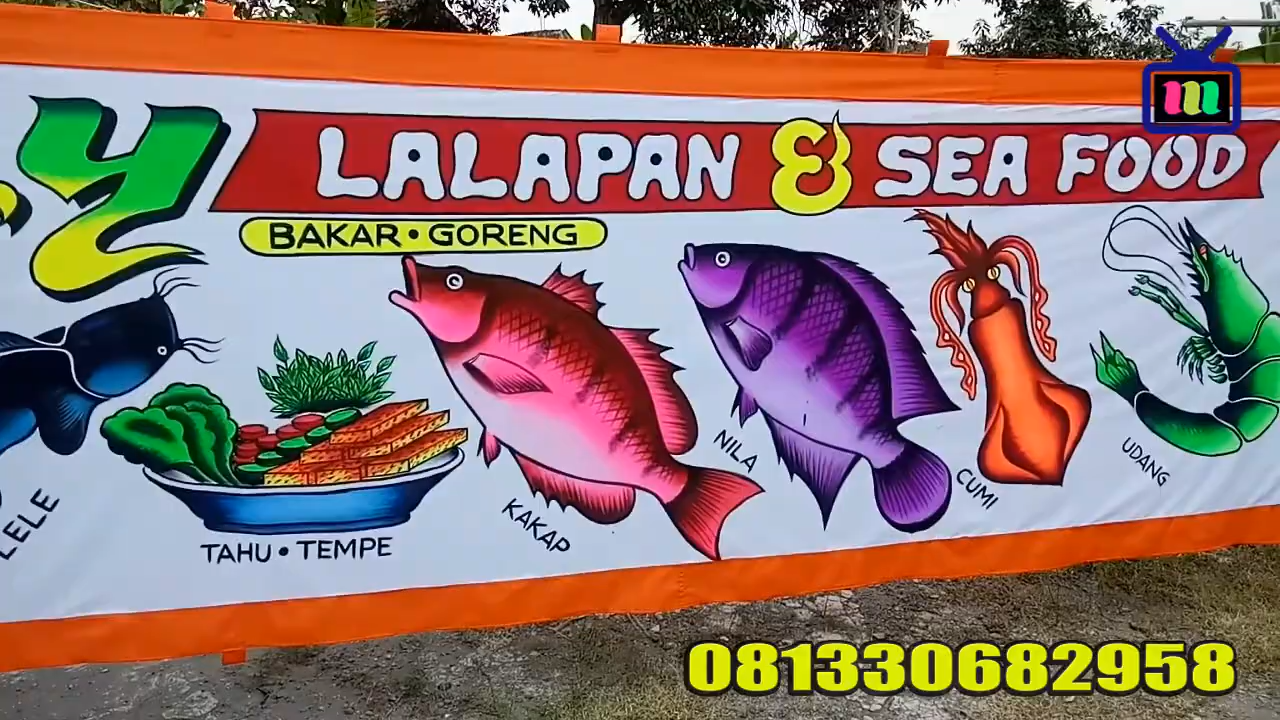 Y
LALAPAN & SEA FOOD
BAKAR • GORENG
LELE
TAHU • TEMPE
KAKAP
NILA
CUMI
UDANG
m
081330682958